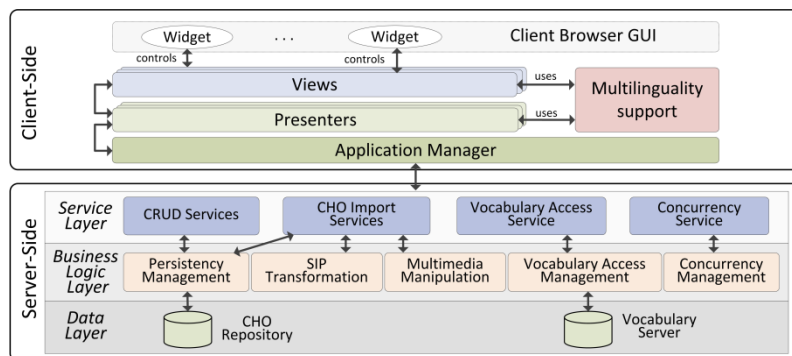 Client-Side
Widget
. . .
Widget
Client Browser GUI
controls
controls
Views
uses
Multilinguality
support
Presenters
uses
Application Manager
Server-Side
Service
Layer
CRUD Services
CHO Import
Services
Vocabulary Access
Service
Concurrency
Service
Business
Logic
Layer
Persistency
Management
SIP
Transformation
Multimedia
Manipulation
Vocabulary Access
Management
Concurrency
Management
Data
Layer
CHO
Repository
Vocabulary
Server